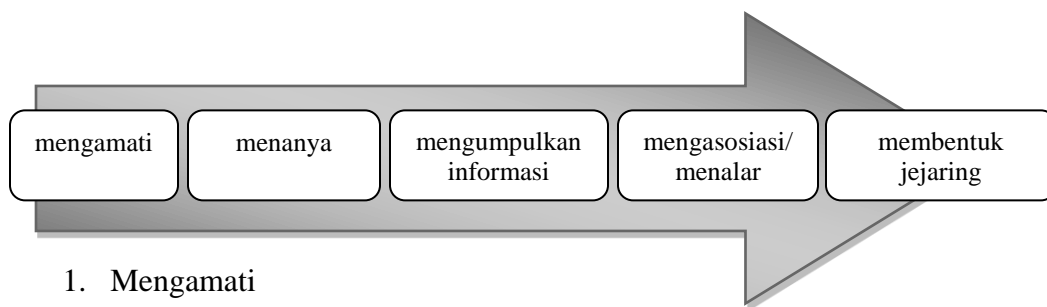 mengamati
menanya
mengumpulkan
informasi
mengasosiasi/
menalar
membentuk
jejaring
1. Mengamati